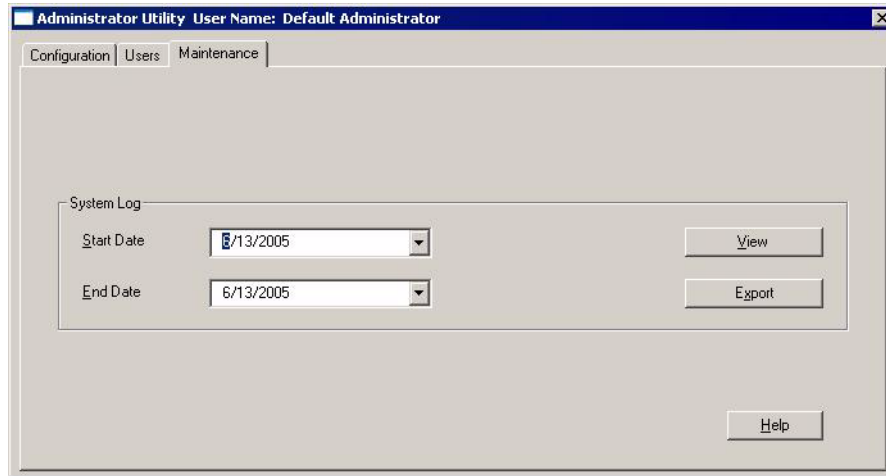 Administrator Utility User Name: Default Administrator
Configuration Users Maintenance
System Log
Start Date 6/13/2005 View
End Date 6/13/2005 Export
Help